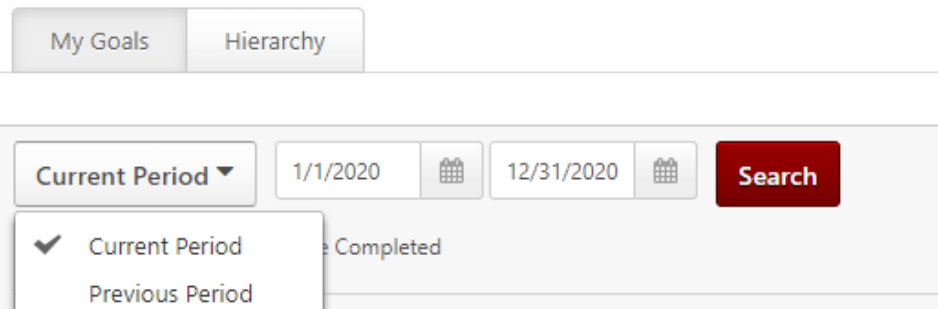 My Goals Hierarchy
Current Period 1/1/2020 12/31/2020 Search
Current Period
Completed
Previous Period